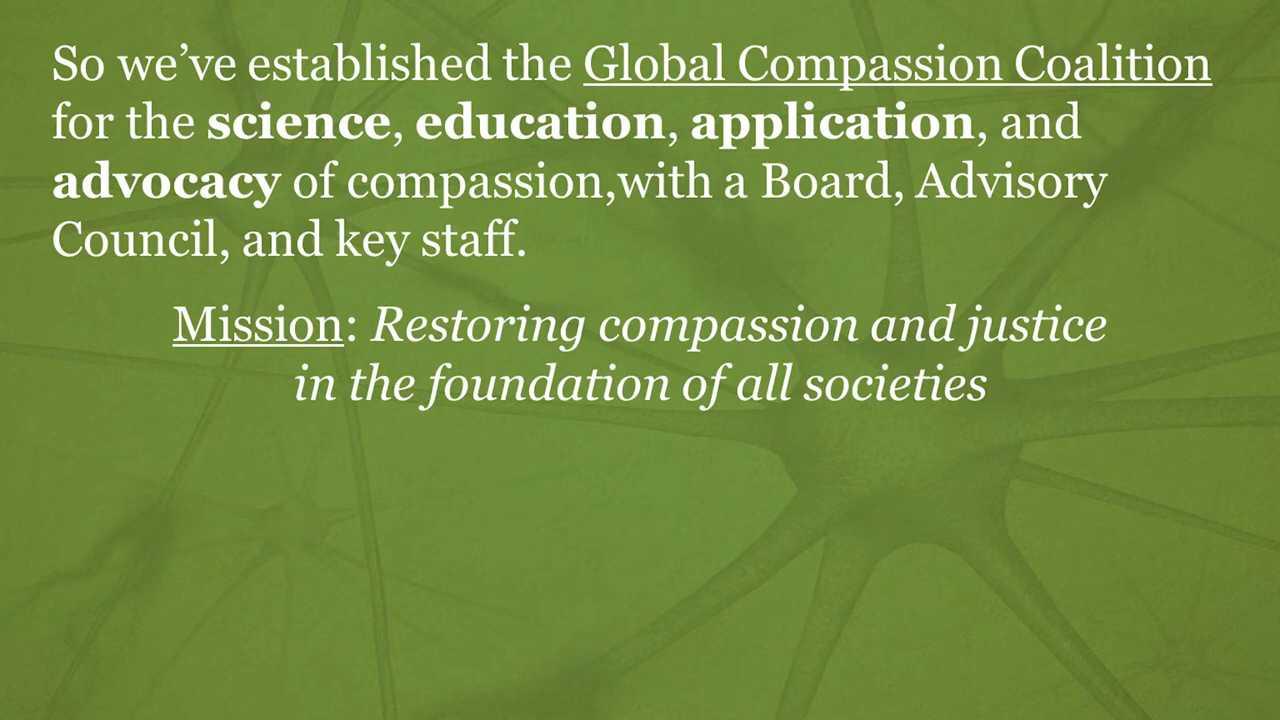 So we’ve established the Global Compassion Coalition
for the science, education, application, and
advocacy of compassion,with a Board, Advisory
Council, and key staff.
Mission: Restoring compassion and justice
in the foundation of all societies